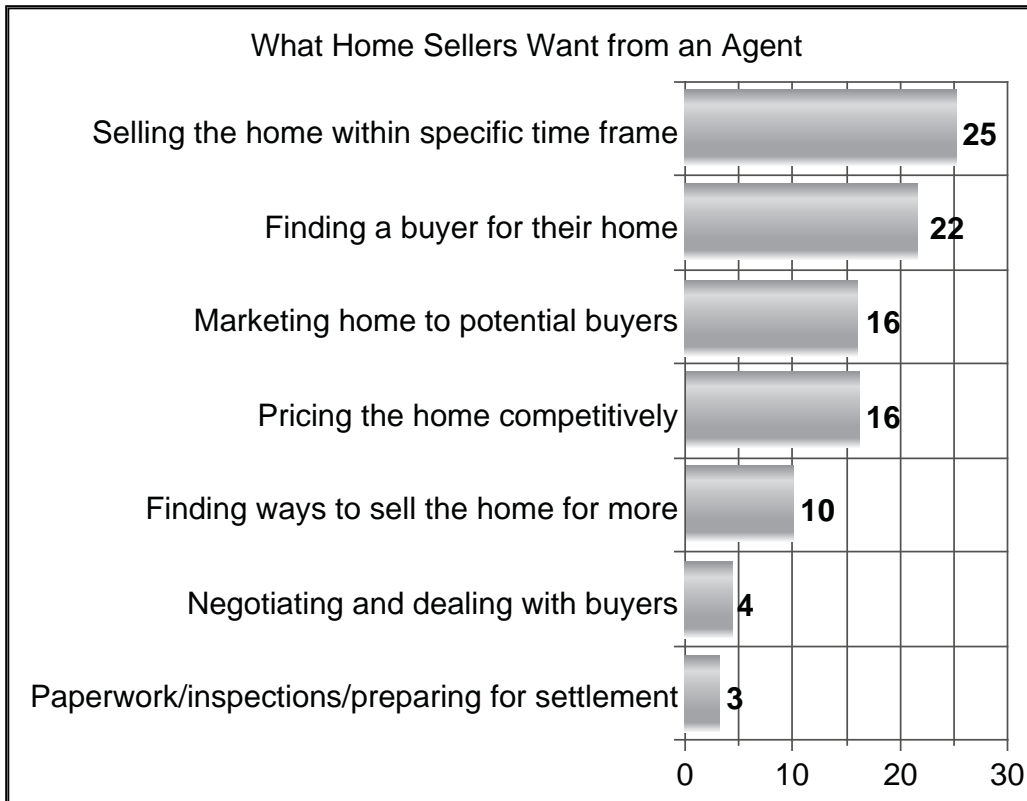 What Home Sellers Want from an Agent
Selling the home within specific time frame 25
Finding a buyer for their home 22
Marketing home to potential buyers 16
Pricing the home competitively 16
Finding ways to sell the home for more 10
Negotiating and dealing with buyers 4
Paperwork/inspections/preparing for settlement 3
0 10 20 30